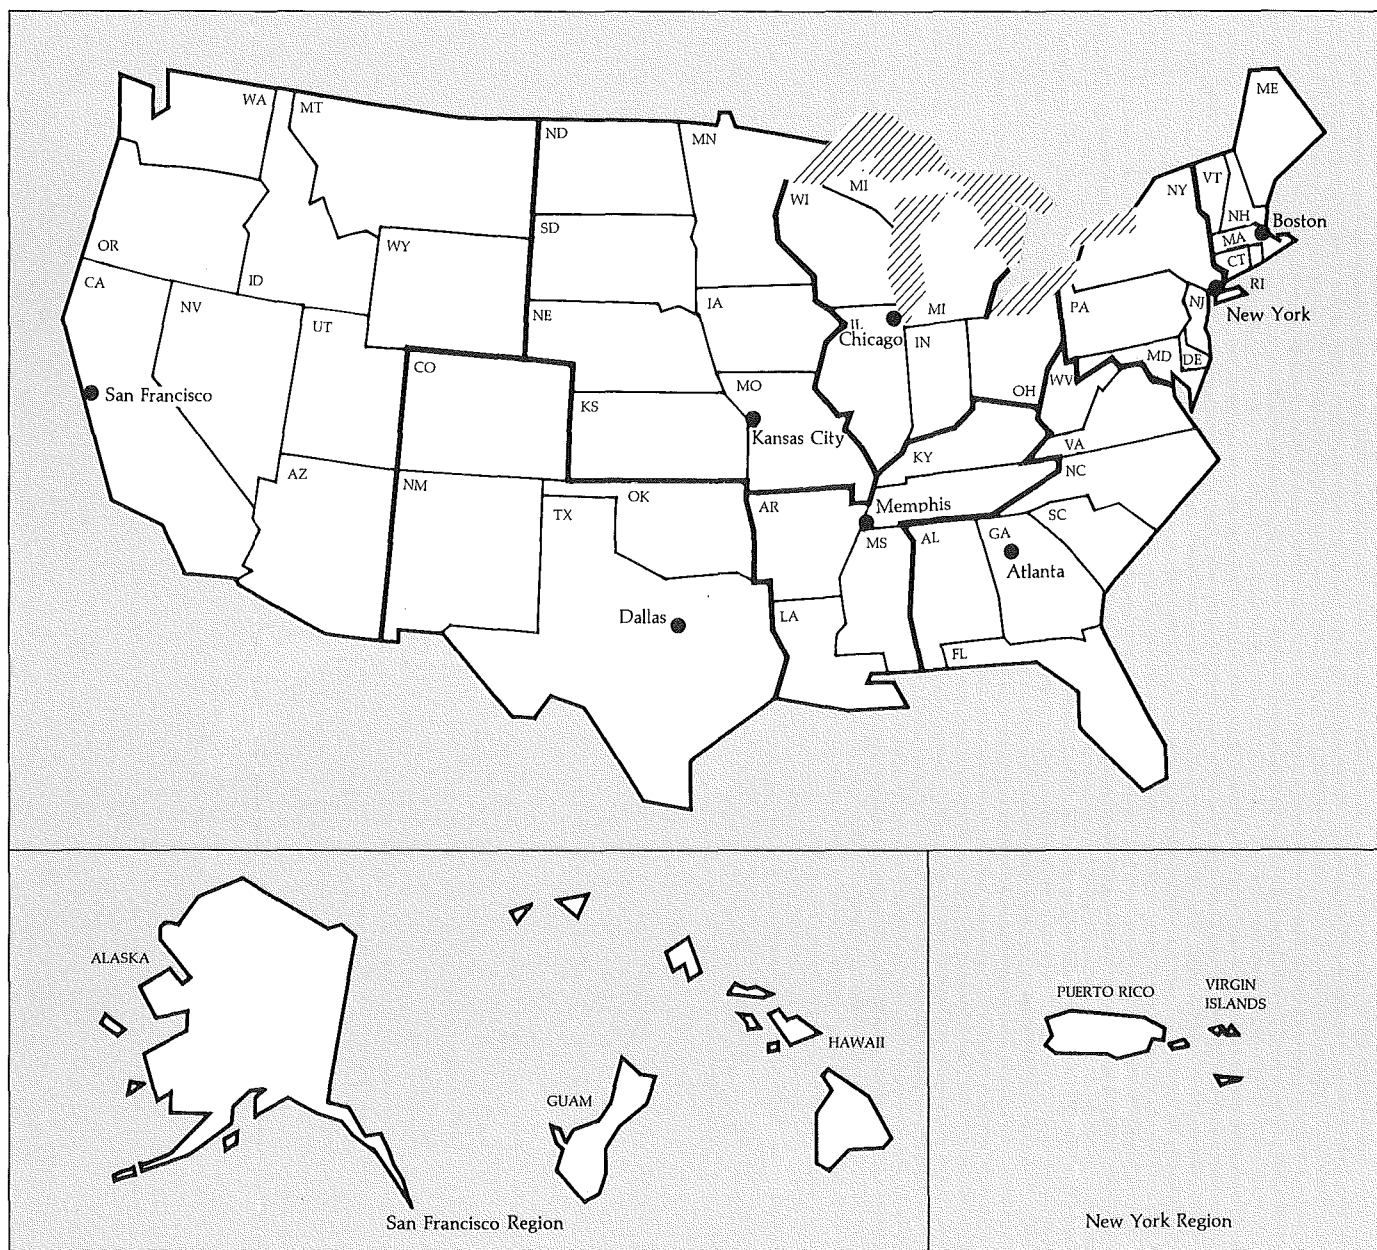 ME
WA
MT
ND
MN
VT
WI
MI
NY
NH
Boston
OR
WY
SD
MA
CT
CA
ID
RI
NV
UT
NE
IA
IL
Chicago
MI
IN
PA
NJ
New York
CO
MO
OH
WV
MD
DE
San Francisco
KS
Kansas City
KY
VA
AZ
NM
TX
OK
AR
Memphis
NC
SC
MS
AL
GA
Atlanta
Dallas
LA
FL
ALASKA
GUAM
HAWAII
San Francisco Region
PUERTO RICO
VIRGIN
ISLANDS
New York Region